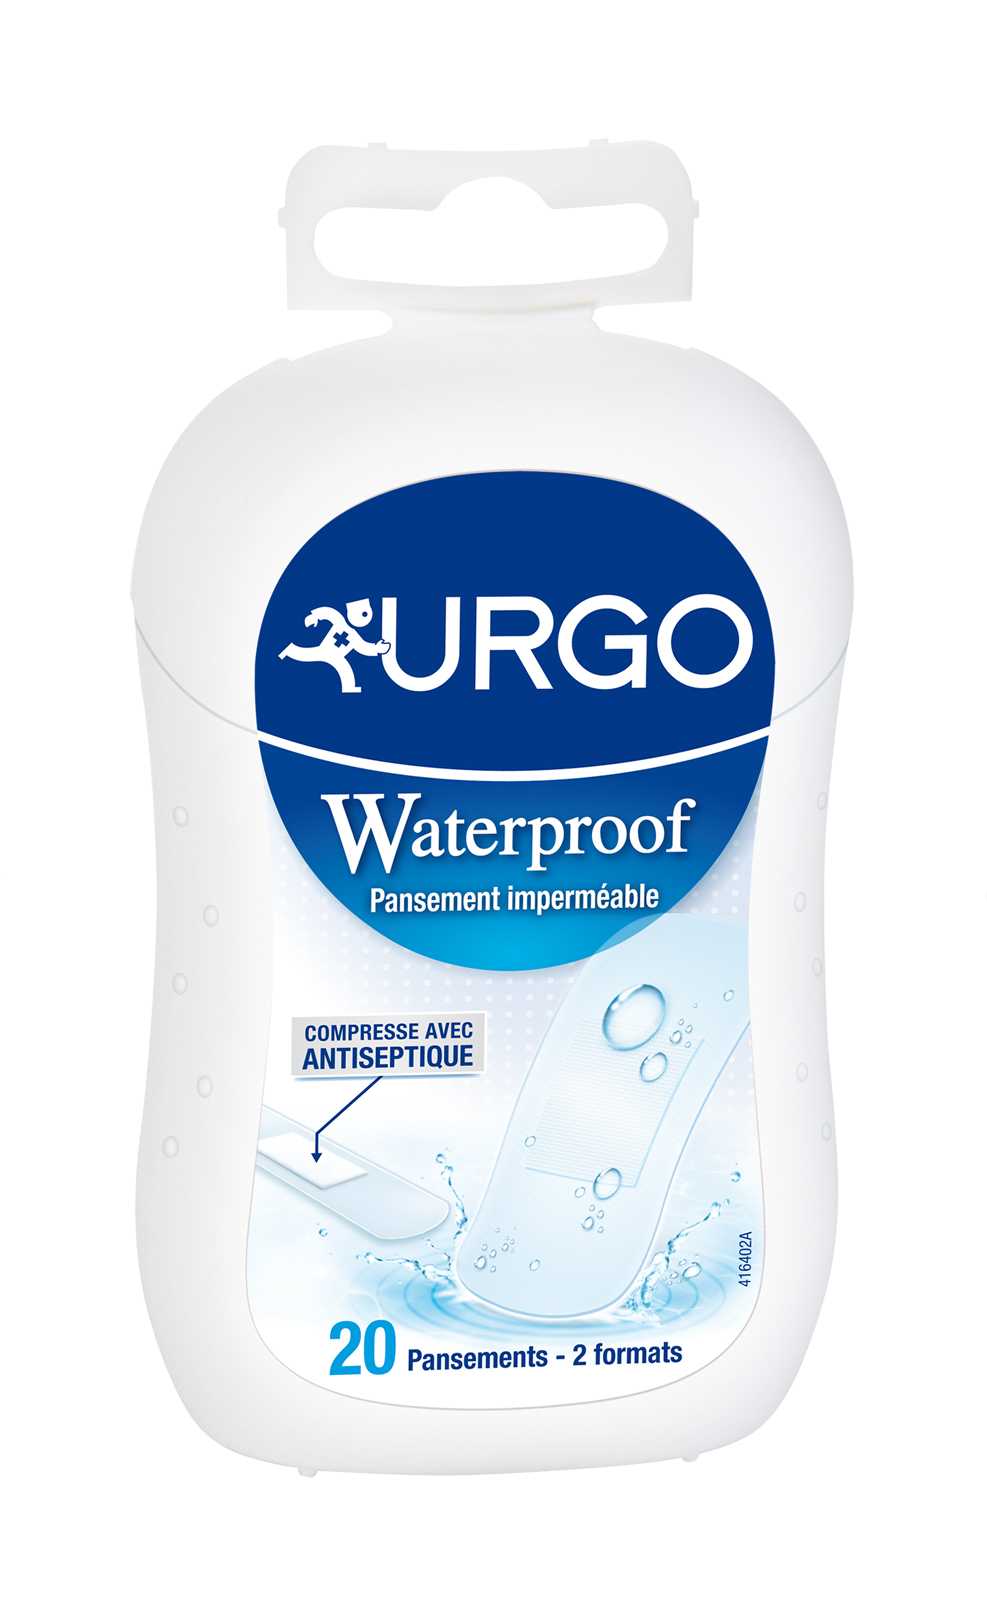 URGO
Waterproof
Pansement imperméable
COMPRESSE AVEC
ANTISEPTIQUE
416402A
20 Pansements - 2 formats